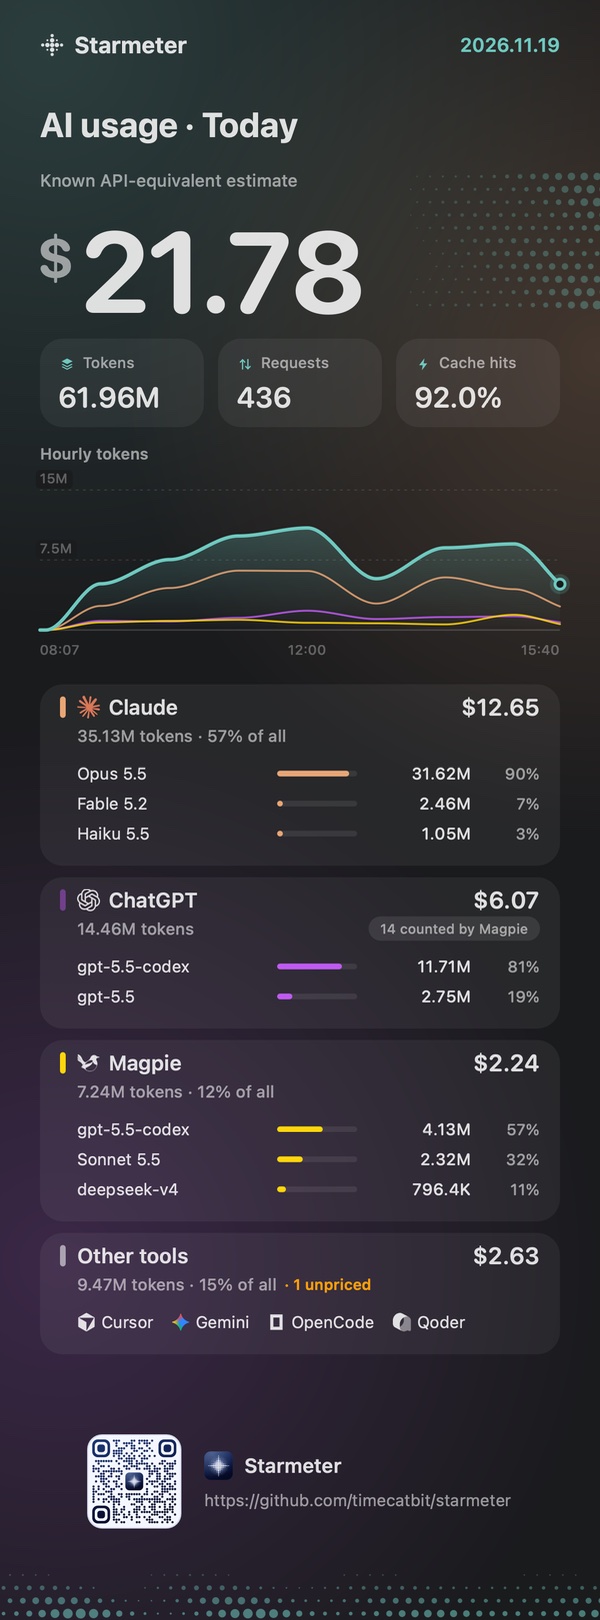 Starmeter
2026.11.19
AI usage · Today
Known API-equivalent estimate
$21.78
Tokens
61.96M
Requests
436
Cache hits
92.0%
Hourly tokens
15M
7.5M
08:07 12:00 15:40
Claude $12.65
35.13M tokens · 57% of all
Opus 5.5 31.62M 90%
Fable 5.2 2.46M 7%
Haiku 5.5 1.05M 3%
ChatGPT $6.07
14.46M tokens 14 counted by Magpie
gpt-5.5-codex 11.71M 81%
gpt-5.5 2.75M 19%
Magpie $2.24
7.24M tokens · 12% of all
gpt-5.5-codex 4.13M 57%
Sonnet 5.5 2.32M 32%
deepseek-v4 796.4K 11%
Other tools $2.63
9.47M tokens · 15% of all · 1 unpriced
Cursor Gemini OpenCode Qoder
Starmeter
https://github.com/timecatbit/starmeter